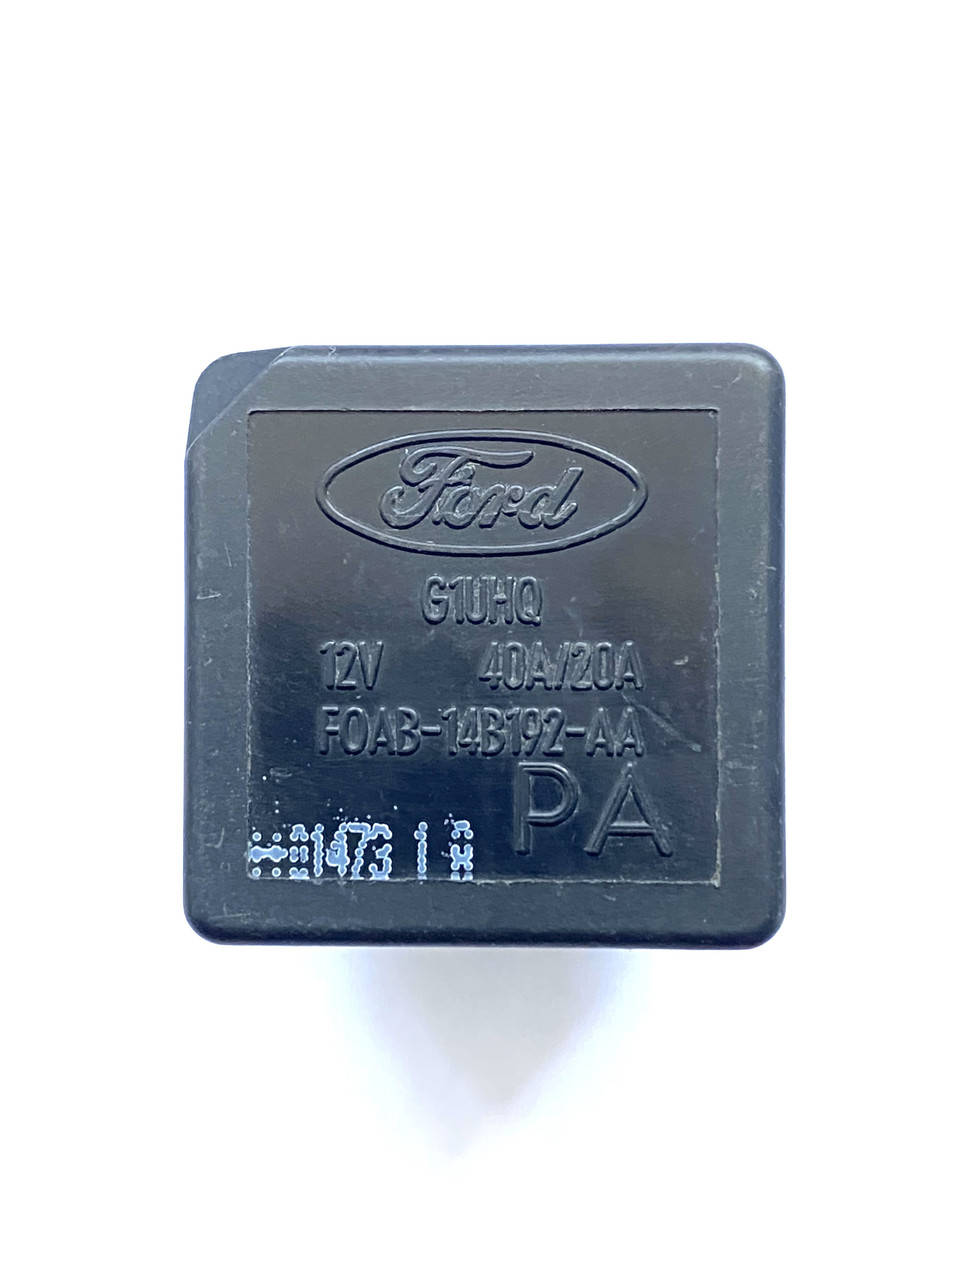 Ford
G1UHQ
12V 40A/20A
FOAB-14B192-AA
PA